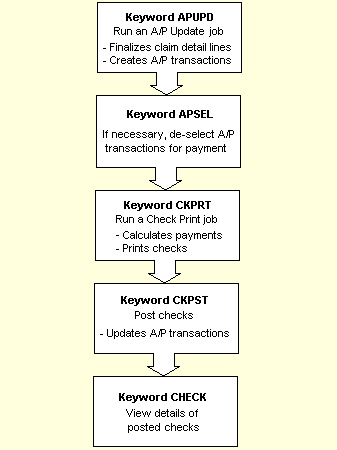 Keyword APUPD
Run an A/P Update job
- Finalizes claim detail lines
- Creates A/P transactions
Keyword APSEL
If necessary, de-select A/P
transactions for payment
Keyword CKPRT
Run a Check Print job
- Calculates payments
- Prints checks
Keyword CKPST
Post checks
- Updates A/P transactions
Keyword CHECK
View details of
posted checks